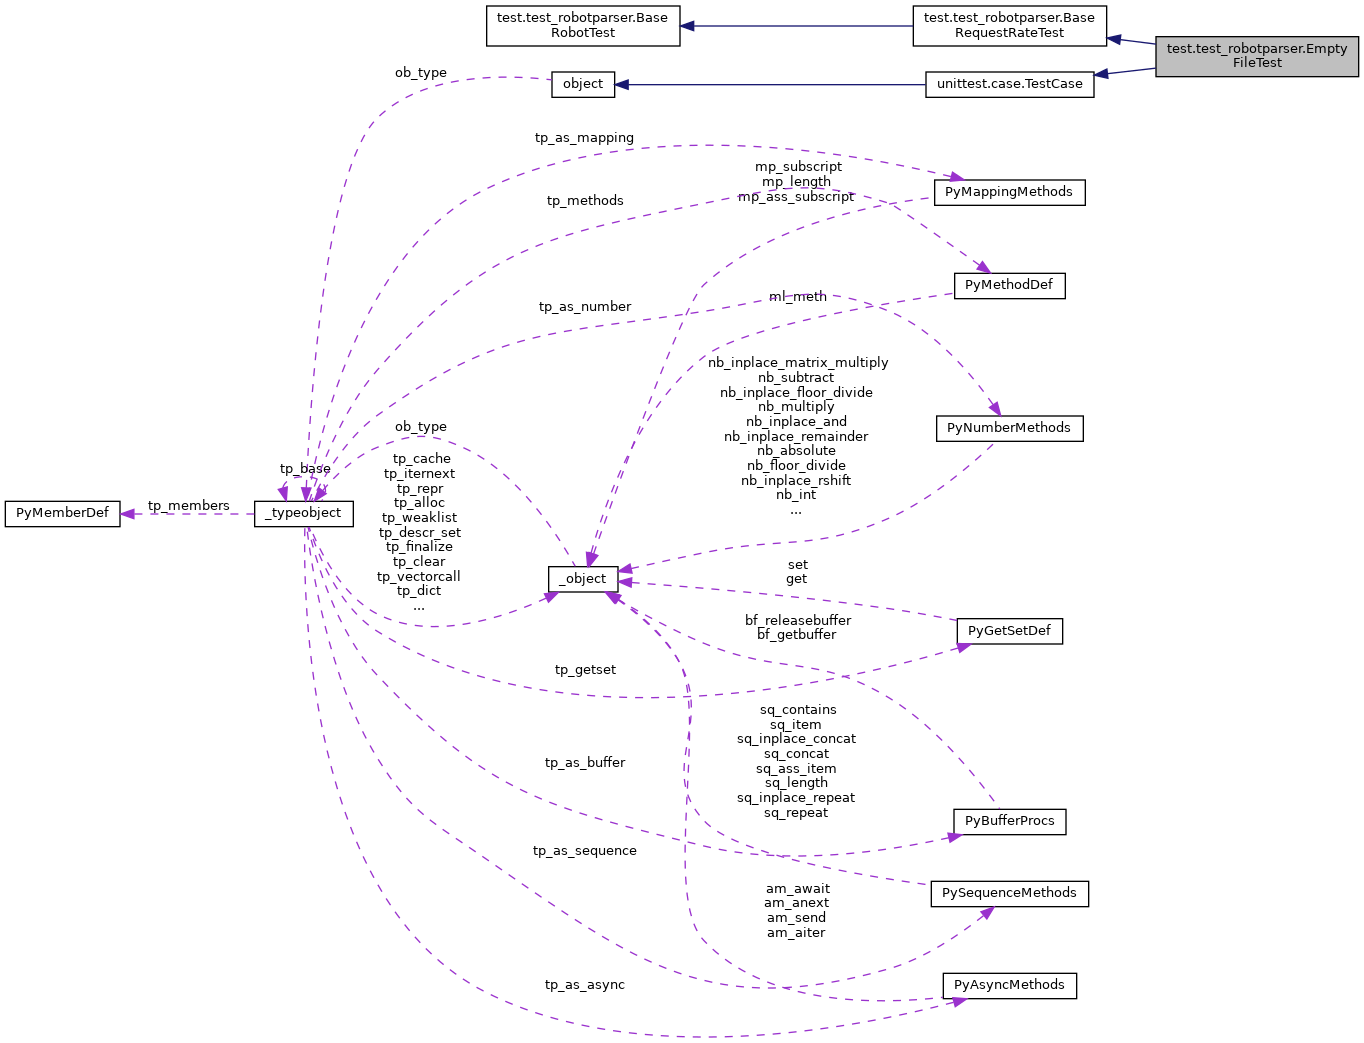 test.test_robotparser.Base
RobotTest
test.test_robotparser.Base
RequestRateTest
test.test_robotparser.Empty
FileTest
ob_type
object
unittest.case.TestCase
tp_as_mapping
mp_subscript
mp_length
mp_ass_subscript
PyMappingMethods
tp_methods
PyMethodDef
tp_as_number
ml_meth
nb_inplace_matrix_multiply
nb_subtract
nb_inplace_floor_divide
nb_multiply
nb_inplace_and
nb_inplace_remainder
nb_absolute
nb_floor_divide
nb_inplace_rshift
nb_int
...
PyNumberMethods
ob_type
tp_base
tp_cache
tp_iternext
tp_repr
tp_alloc
tp_weaklist
tp_descr_set
tp_finalize
tp_clear
tp_vectorcall
tp_dict
...
PyMemberDef
tp_members
_typeobject
_object
set
get
PyGetSetDef
bf_releasebuffer
bf_getbuffer
tp_getset
sq_contains
sq_item
sq_inplace_concat
sq_concat
sq_ass_item
sq_length
sq_inplace_repeat
sq_repeat
tp_as_buffer
PyBufferProcs
tp_as_sequence
PySequenceMethods
am_await
am_anext
am_send
am_aiter
tp_as_async
PyAsyncMethods